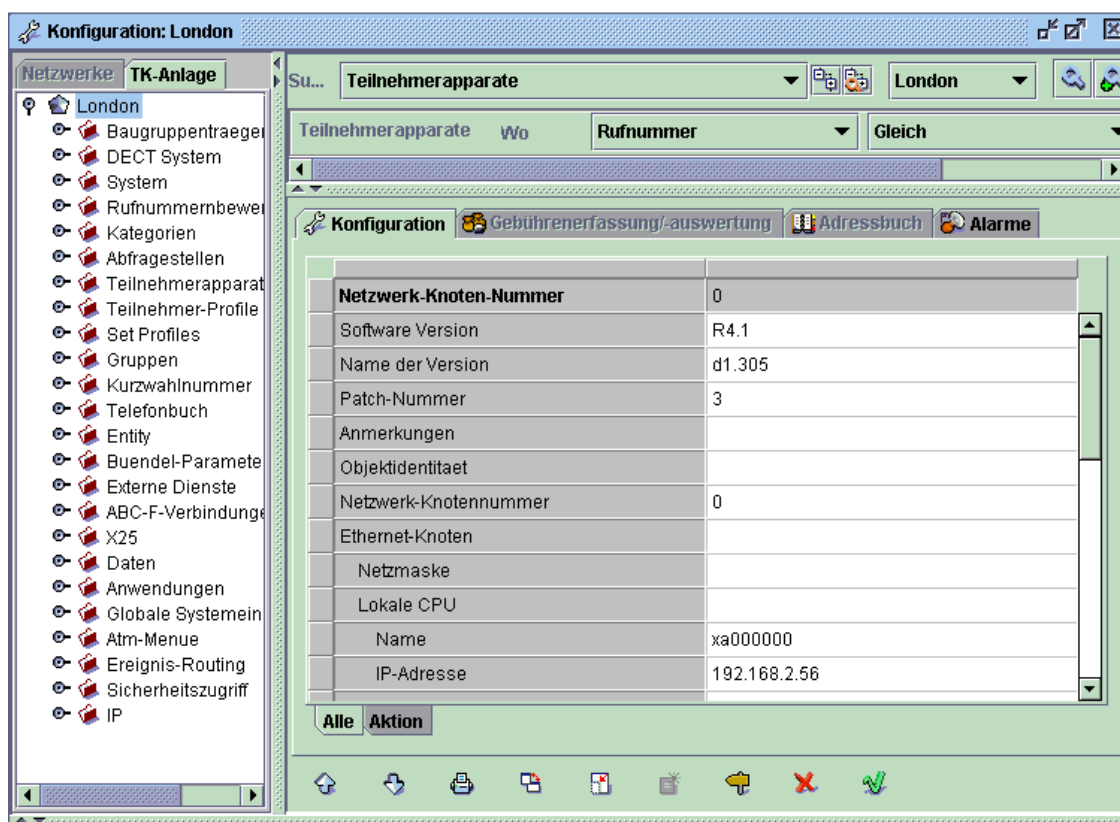 Konfiguration: London
Netzwerke TK-Anlage
London
Baugruppentraeger
DECT System
System
Rufnummernbewer
Kategorien
Abfragestellen
Teilnehmerapparat
Teilnehmer-Profile
Set Profiles
Gruppen
Kurzwahlnummer
Telefonbuch
Entity
Buendel-Paramete
Externe Dienste
ABC-F-Verbindunge
X25
Daten
Anwendungen
Globale Systemein
Atm-Menue
Ereignis-Routing
Sicherheitszugriff
IP
Su... Teilnehmerapparate London
Teilnehmerapparate Wo Rufnummer Gleich
Konfiguration Gebührenerfassung/-auswertung Adressbuch Alarme
Netzwerk-Knoten-Nummer 0
Software Version R4.1
Name der Version d1.305
Patch-Nummer 3
Anmerkungen
Objektidentitaet
Netzwerk-Knotennummer 0
Ethernet-Knoten
Netzmaske
Lokale CPU
Name xa000000
IP-Adresse 192.168.2.56
Alle Aktion